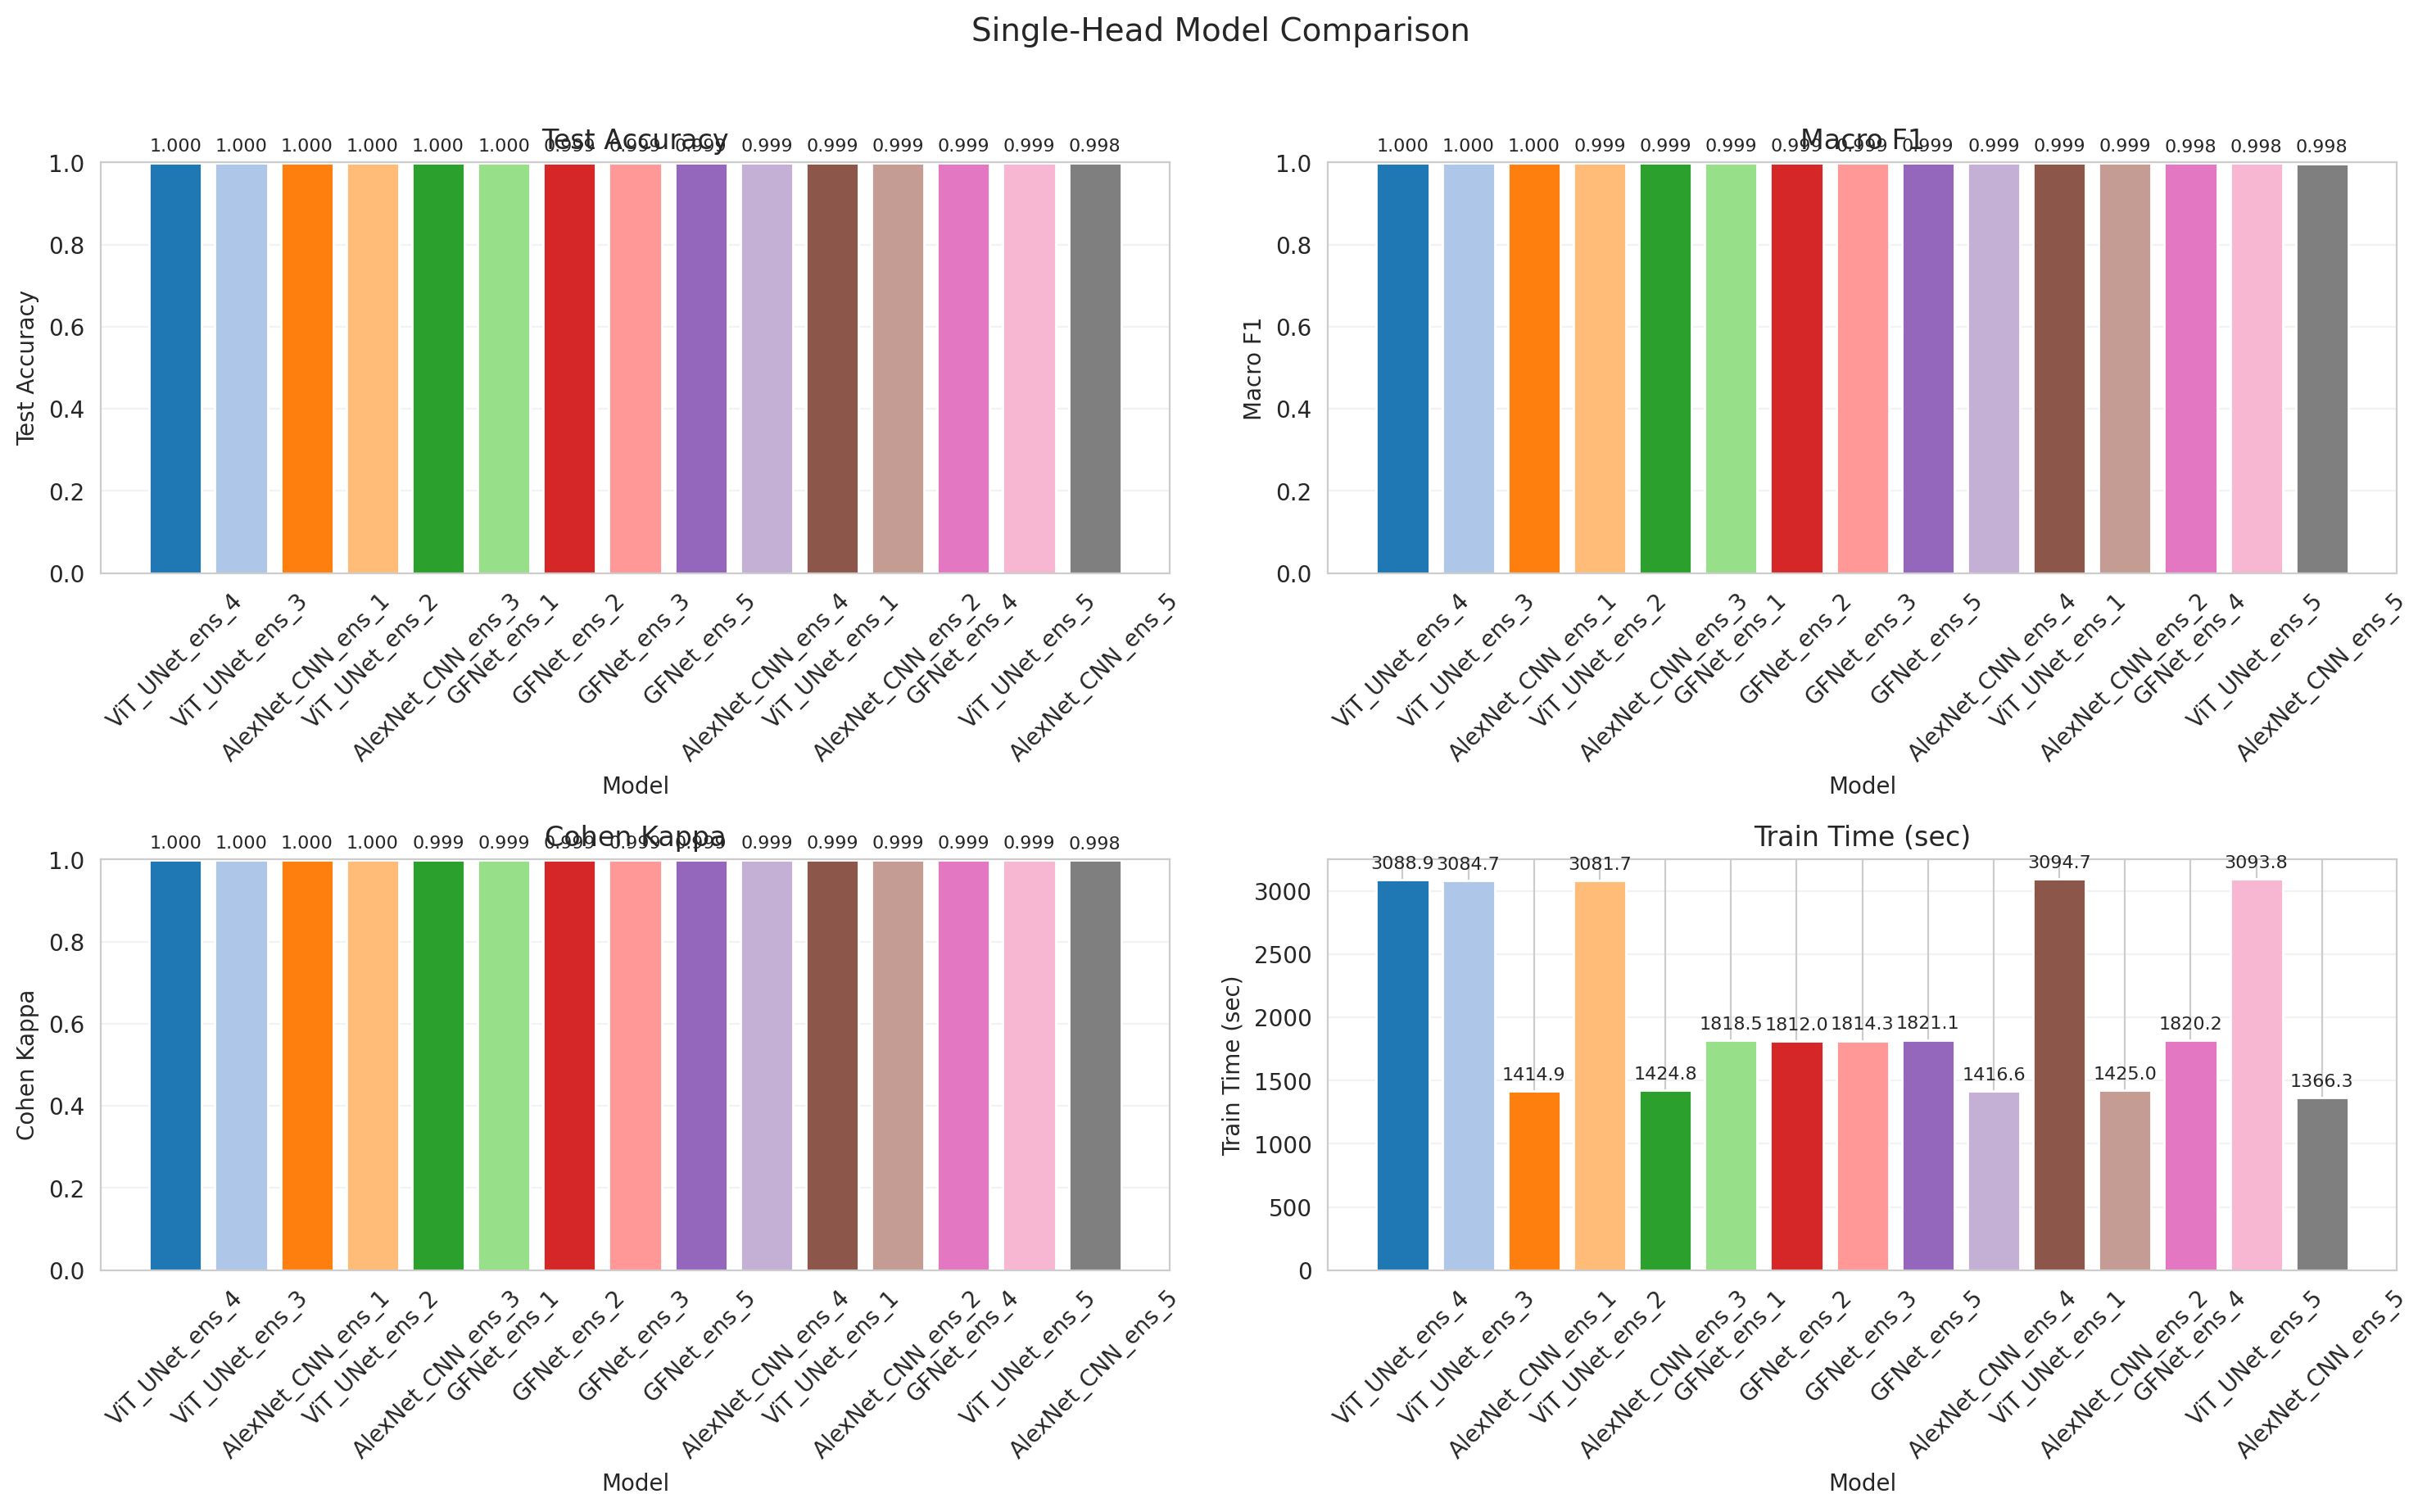 Single-Head Model Comparison
Test Accuracy
1.000 1.000 1.000 1.000 1.000 1.000 0.999 0.999 0.999 0.999 0.999 0.999 0.999 0.999 0.998
1.0
0.8
0.6
0.4
0.2
0.0
Test Accuracy
ViT_UNet_ens_4
ViT_UNet_ens_3
AlexNet_CNN_ens_1
ViT_UNet_ens_2
AlexNet_CNN_ens_3
GFNet_ens_1
GFNet_ens_2
GFNet_ens_3
GFNet_ens_5
AlexNet_CNN_ens_4
ViT_UNet_ens_1
AlexNet_CNN_ens_2
GFNet_ens_4
ViT_UNet_ens_5
AlexNet_CNN_ens_5
Model
Macro F1
1.000 1.000 1.000 0.999 0.999 0.999 0.999 0.999 0.999 0.999 0.999 0.999 0.998 0.998 0.998
1.0
0.8
0.6
0.4
0.2
0.0
Macro F1
ViT_UNet_ens_4
ViT_UNet_ens_3
AlexNet_CNN_ens_1
ViT_UNet_ens_2
AlexNet_CNN_ens_3
GFNet_ens_1
GFNet_ens_2
GFNet_ens_3
GFNet_ens_5
AlexNet_CNN_ens_4
ViT_UNet_ens_1
AlexNet_CNN_ens_2
GFNet_ens_4
ViT_UNet_ens_5
AlexNet_CNN_ens_5
Model
Cohen Kappa
1.000 1.000 1.000 1.000 0.999 0.999 0.999 0.999 0.999 0.999 0.999 0.999 0.999 0.999 0.998
1.0
0.8
0.6
0.4
0.2
0.0
Cohen Kappa
ViT_UNet_ens_4
ViT_UNet_ens_3
AlexNet_CNN_ens_1
ViT_UNet_ens_2
AlexNet_CNN_ens_3
GFNet_ens_1
GFNet_ens_2
GFNet_ens_3
GFNet_ens_5
AlexNet_CNN_ens_4
ViT_UNet_ens_1
AlexNet_CNN_ens_2
GFNet_ens_4
ViT_UNet_ens_5
AlexNet_CNN_ens_5
Model
Train Time (sec)
3088.9 3084.7 1414.9 3081.7 1424.8 1818.5 1812.0 1814.3 1821.1 1416.6 3094.7 1425.0 1820.2 3093.8 1366.3
3000
2500
2000
1500
1000
500
0
Train Time (sec)
ViT_UNet_ens_4
ViT_UNet_ens_3
AlexNet_CNN_ens_1
ViT_UNet_ens_2
AlexNet_CNN_ens_3
GFNet_ens_1
GFNet_ens_2
GFNet_ens_3
GFNet_ens_5
AlexNet_CNN_ens_4
ViT_UNet_ens_1
AlexNet_CNN_ens_2
GFNet_ens_4
ViT_UNet_ens_5
AlexNet_CNN_ens_5
Model